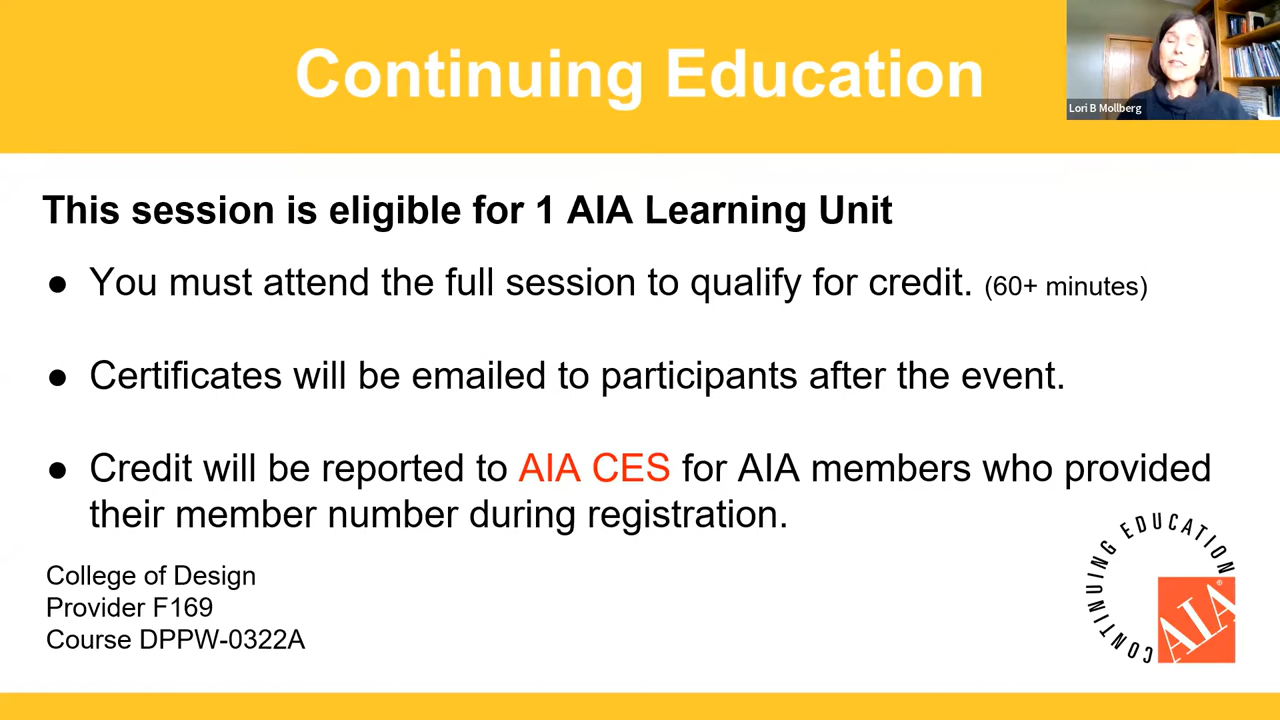 Continuing Education
Lori B Mollberg
This session is eligible for 1 AIA Learning Unit
● You must attend the full session to qualify for credit. (60+ minutes)
● Certificates will be emailed to participants after the event.
● Credit will be reported to AIA CES for AIA members who provided
their member number during registration.
College of Design
Provider F169
Course DPPW-0322A
CONTINUING EDUCATION
AIA®